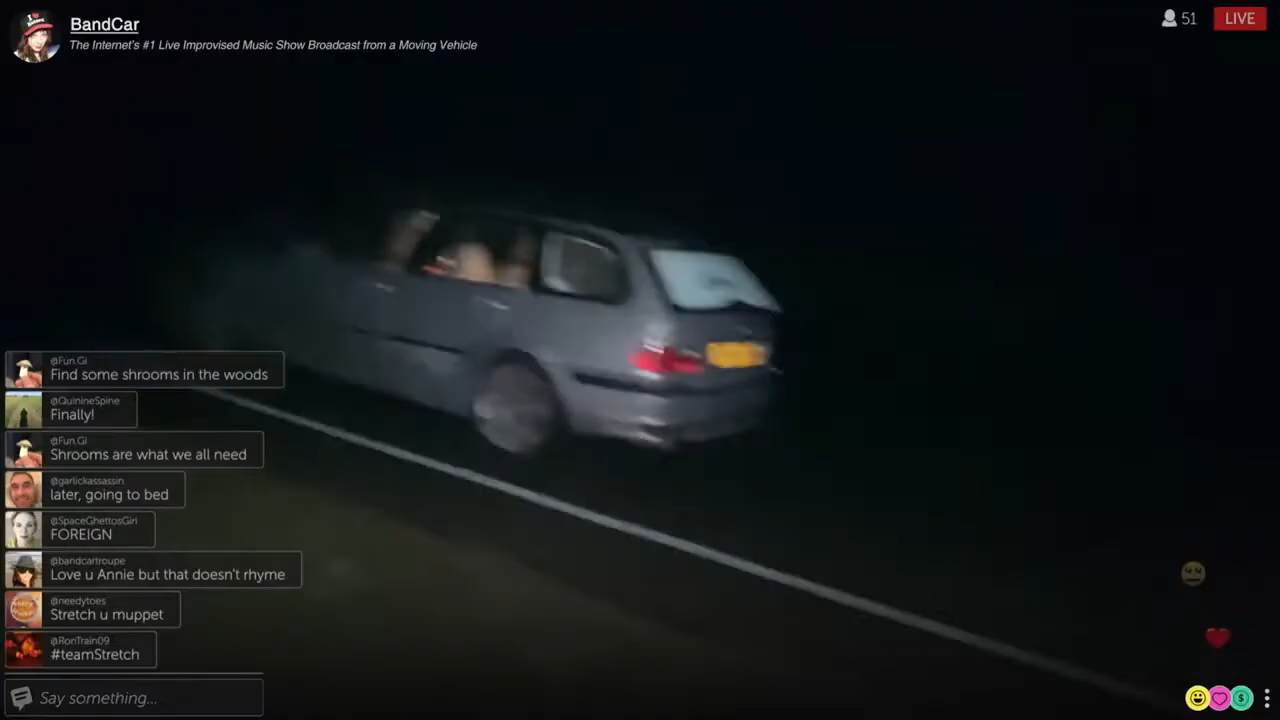 BandCar
The Internet's #1 Live Improvised Music Show Broadcast from a Moving Vehicle
51
LIVE
@Fun.Gi
Find some shrooms in the woods
@QuinineSpine
Finally!
@Fun.Gi
Shrooms are what we all need
@garlickassassin
later, going to bed
@SpaceGhettosGirl
FOREIGN
@bandcartroupe
Love u Annie but that doesn't rhyme
@needytoes
Stretch u muppet
@RonTrain09
#teamStretch
Say something...
$